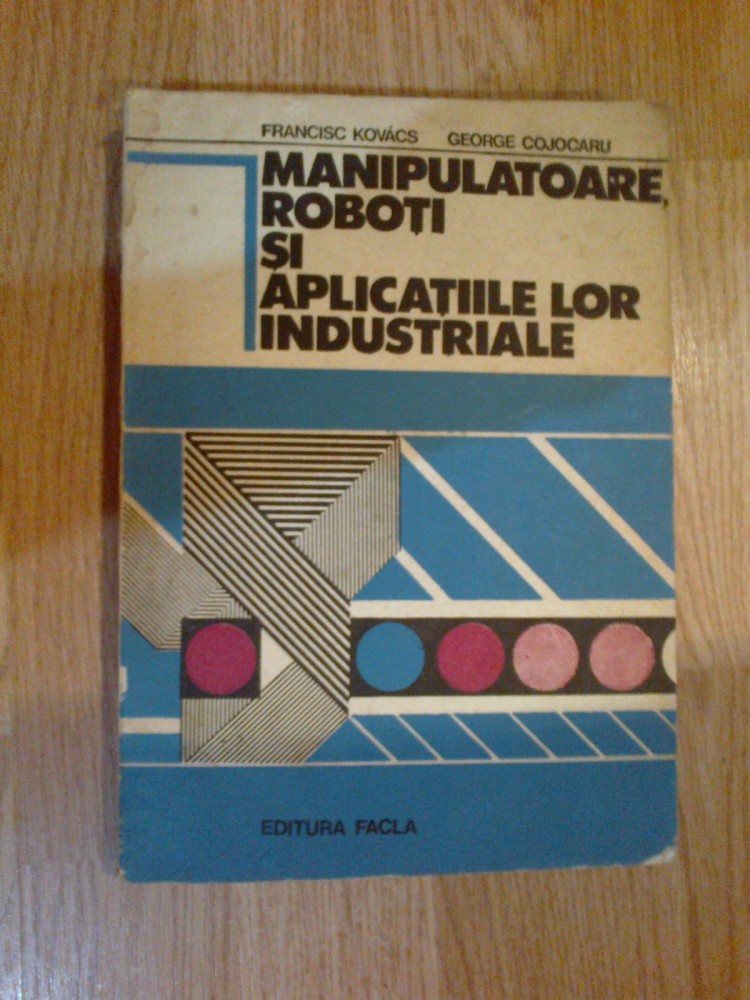 FRANCISC KOVÁCS GEORGE COJOCARU
MANIPULATOARE,
ROBOȚI
ȘI
APLICAȚIILE LOR
INDUSTRIALE
EDITURA FACLA